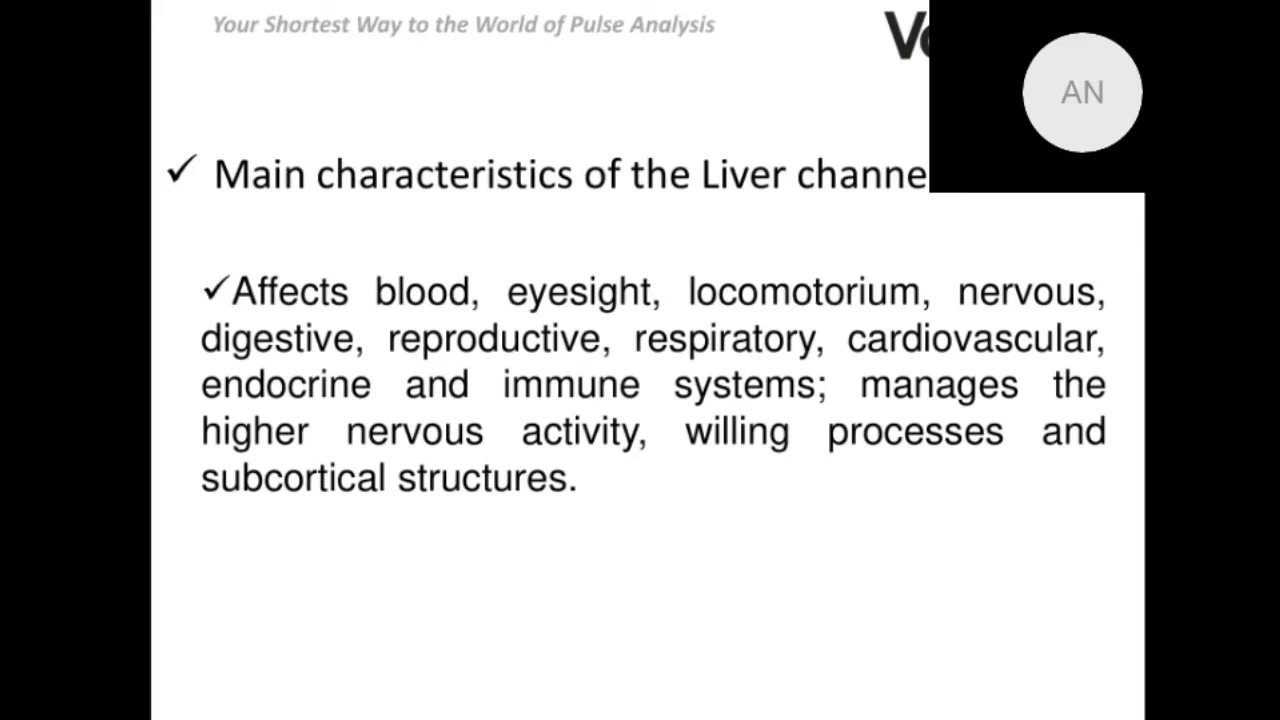 Your Shortest Way to the World of Pulse Analysis
AN
✓ Main characteristics of the Liver
✓Affects blood, eyesight, locomotorium, nervous,
digestive, reproductive, respiratory, cardiovascular,
endocrine and immune systems; manages the
higher nervous activity, willing processes and
subcortical structures.